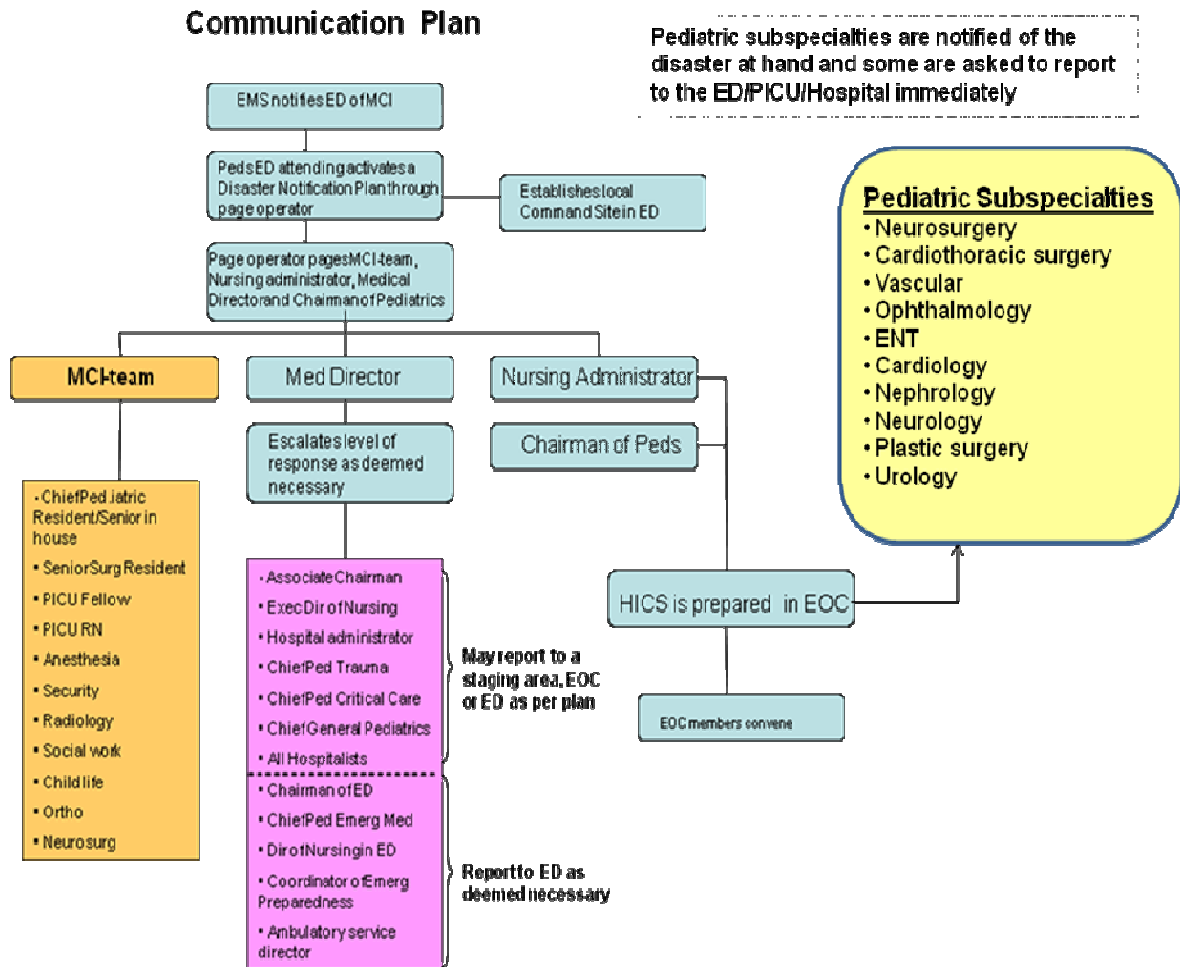 Communication Plan
Pediatric subspecialties are notified of the
disaster at hand and some are asked to report
to the ED/PICU/Hospital immediately
EMS notifies ED of MCI
Peds ED attending activates a
Disaster Notification Plan through
page operator
Establishes local
Command Site in ED
Page operator pages MCI-team,
Nursing administrator, Medical
Director and Chairman of Pediatrics
MCI-team
Med Director
Nursing Administrator
Escalates level of
response as deemed
necessary
Chairman of Peds
• Chief Ped.iatric
Resident/Senior in
house
• Senior Surg Resident
• PICU Fellow
• PICU RN
• Anesthesia
• Security
• Radiology
• Social work
• Child life
• Ortho
• Neurosurg
• Associate Chairman
• Exec Dir of Nursing
• Hospital administrator
• Chief Ped Trauma
• Chief Ped Critical Care
• Chief General Pediatrics
• All Hospitalists
May report to a
staging area, EOC
or ED as per plan
• Chairman of ED
• Chief Ped Emerg Med
• Dir of Nursing in ED
• Coordinator of Emerg
Preparedness
• Ambulatory service
director
Report to ED as
deemed necessary
HICS is prepared in EOC
EOC members convene
Pediatric Subspecialties
• Neurosurgery
• Cardiothoracic surgery
• Vascular
• Ophthalmology
• ENT
• Cardiology
• Nephrology
• Neurology
• Plastic surgery
• Urology